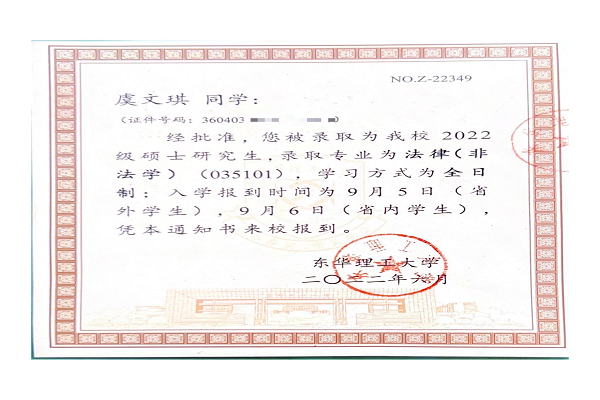 NO.Z-22349
虞文琪 同学：
（证件号码：360403 ）
经批准，您被录取为我校2022
级硕士研究生,录取专业为法律(非
法学）（035101），学习方式为全日
制；入学报到时间为9月5日（省
外学生），9月6日（省内学生），
凭本通知书来校报到。
东华理工大学
二〇二二年六月